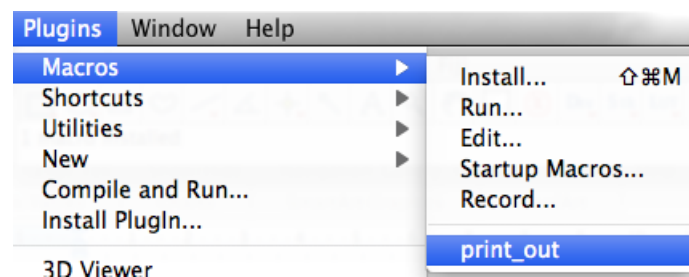 Plugins Window Help
Macros
Shortcuts
Utilities
New
Compile and Run...
Install PlugIn...
3D Viewer
Install... ⇧⌘M
Run...
Edit...
Startup Macros...
Record...
print_out